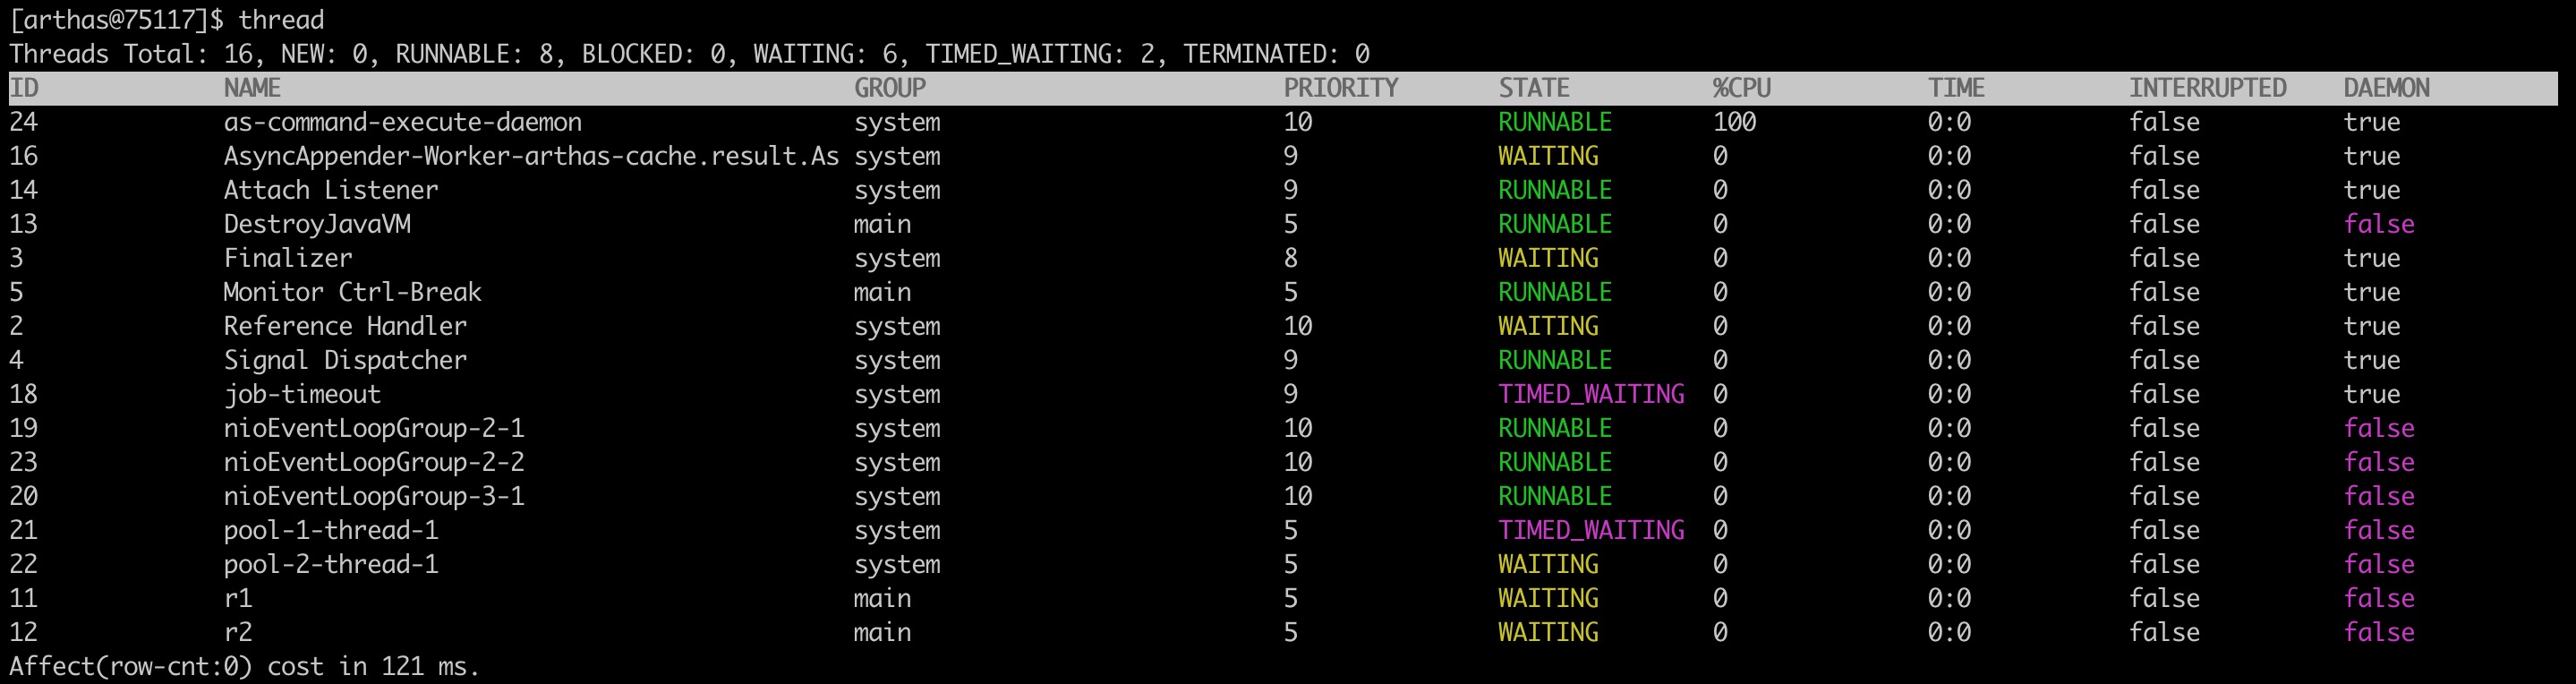 [arthas@75117]$ thread
Threads Total: 16, NEW: 0, RUNNABLE: 8, BLOCKED: 0, WAITING: 6, TIMED_WAITING: 2, TERMINATED: 0
ID NAME GROUP PRIORITY STATE %CPU TIME INTERRUPTED DAEMON
24 as-command-execute-daemon system 10 RUNNABLE 100 0:0 false true
16 AsyncAppender-Worker-arthas-cache.result.As system 9 WAITING 0 0:0 false true
14 Attach Listener system 9 RUNNABLE 0 0:0 false true
13 DestroyJavaVM main 5 RUNNABLE 0 0:0 false false
3 Finalizer system 8 WAITING 0 0:0 false true
5 Monitor Ctrl-Break main 5 RUNNABLE 0 0:0 false true
2 Reference Handler system 10 WAITING 0 0:0 false true
4 Signal Dispatcher system 9 RUNNABLE 0 0:0 false true
18 job-timeout system 9 TIMED_WAITING 0 0:0 false true
19 nioEventLoopGroup-2-1 system 10 RUNNABLE 0 0:0 false false
23 nioEventLoopGroup-2-2 system 10 RUNNABLE 0 0:0 false false
20 nioEventLoopGroup-3-1 system 10 RUNNABLE 0 0:0 false false
21 pool-1-thread-1 system 5 TIMED_WAITING 0 0:0 false false
22 pool-2-thread-1 system 5 WAITING 0 0:0 false false
11 r1 main 5 WAITING 0 0:0 false false
12 r2 main 5 WAITING 0 0:0 false false
Affect(row-cnt:0) cost in 121 ms.